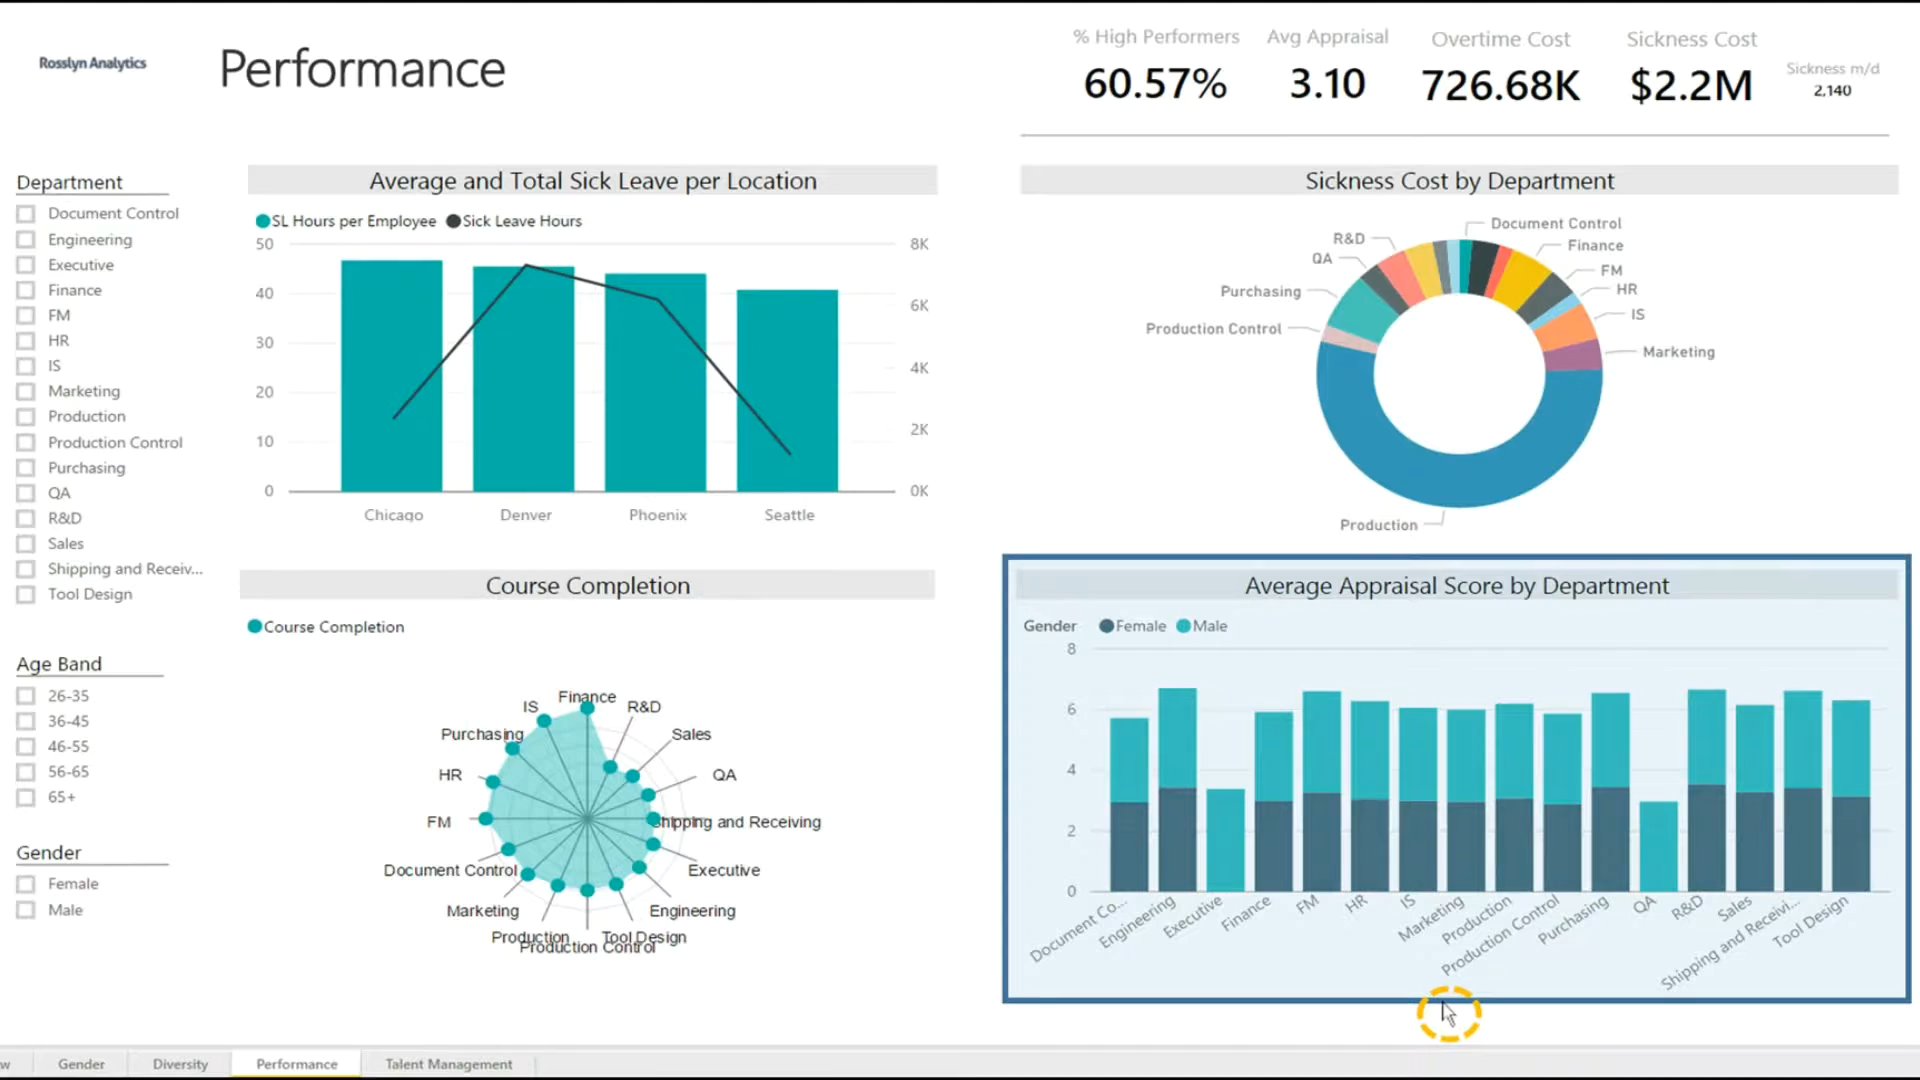 Rosslyn Analytics
Performance
% High Performers
60.57%
Avg Appraisal
3.10
Overtime Cost
726.68K
Sickness Cost
$2.2M
Sickness m/d
2,140
Department
Document Control
Engineering
Executive
Finance
FM
HR
IS
Marketing
Production
Production Control
Purchasing
QA
R&D
Sales
Shipping and Receiv...
Tool Design
Age Band
26-35
36-45
46-55
56-65
65+
Gender
Female
Male
Average and Total Sick Leave per Location
SL Hours per Employee Sick Leave Hours
50
40
30
20
10
0
8K
6K
4K
2K
0K
Chicago
Denver
Phoenix
Seattle
Sickness Cost by Department
Document Control
Finance
FM
HR
IS
Marketing
Production
Production Control
Purchasing
QA
R&D
Course Completion
Course Completion
Finance
R&D
Sales
QA
Shipping and Receiving
Executive
Engineering
Tool Design
Production Control
Production
Marketing
Document Control
FM
HR
Purchasing
IS
Average Appraisal Score by Department
Gender Female Male
8
6
4
2
0
Document Co...
Engineering
Executive
Finance
FM
HR
IS
Marketing
Production
Production Control
Purchasing
QA
R&D
Sales
Shipping and Receivi...
Tool Design
w
Gender
Diversity
Performance
Talent Management